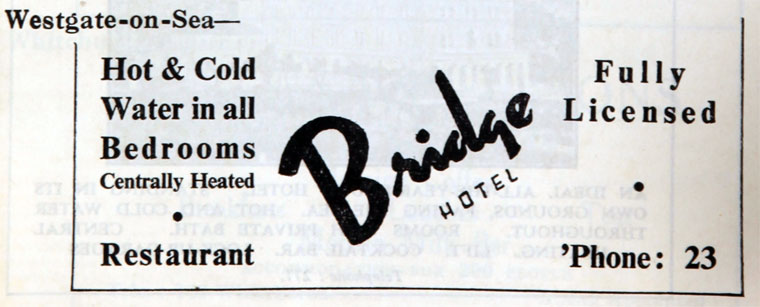 Westgate-on-Sea—
Hot & Cold
Water in all
Bedrooms
Centrally Heated
•
Restaurant
Bridge
HOTEL
Fully
Licensed
•
'Phone: 23